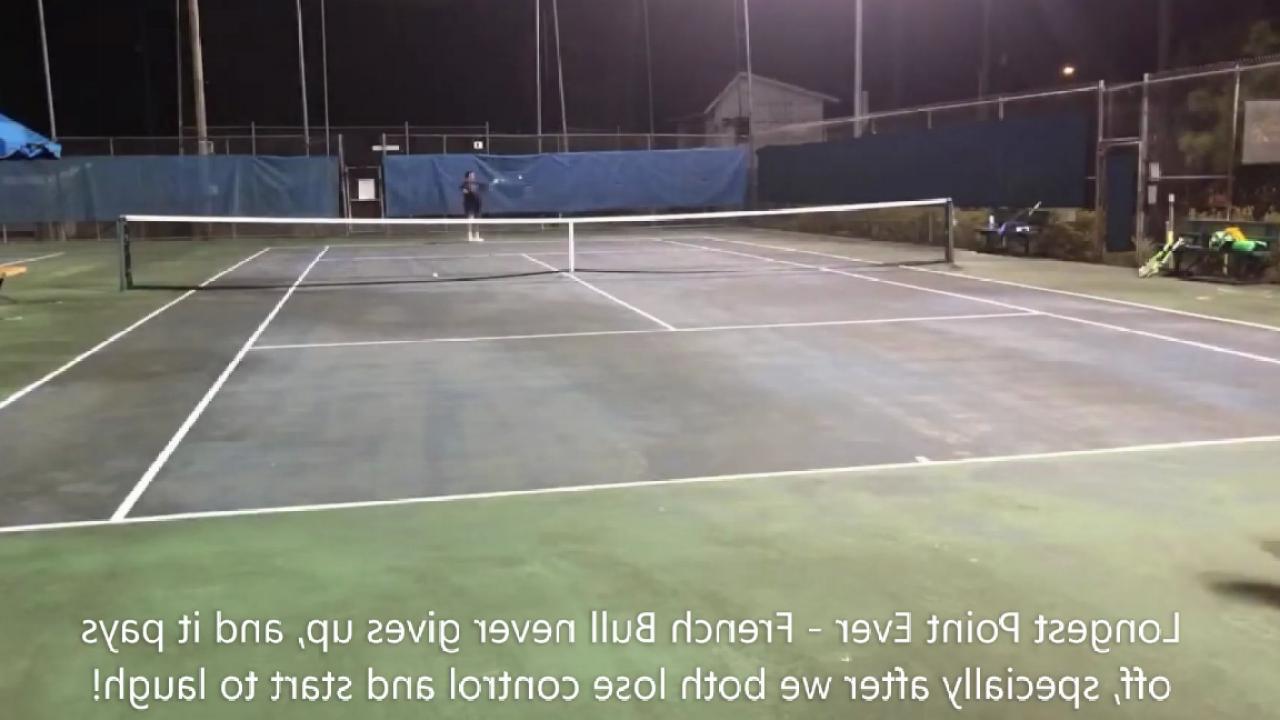 Longest Point Ever - French Bull never gives up, and it pays
off, specially after we both lose control and start to laugh!